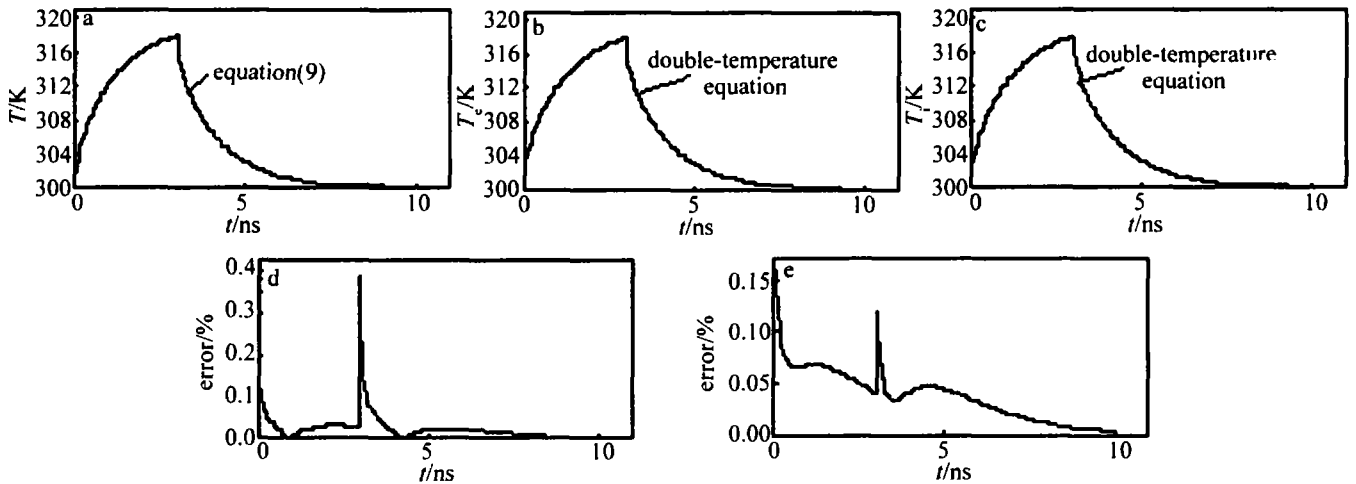 a
320
316
312
308
304
300
T/K
equation(9)
0
5
10
t/ns
b
320
316
312
308
304
300
Te/K
double-temperature
equation
0
5
10
t/ns
c
320
316
312
308
304
300
Ti/K
double-temperature
equation
0
5
10
t/ns
d
0.4
0.3
0.2
0.1
0.0
error/%
0
5
10
t/ns
e
0.15
0.10
0.05
0.00
error/%
0
5
10
t/ns